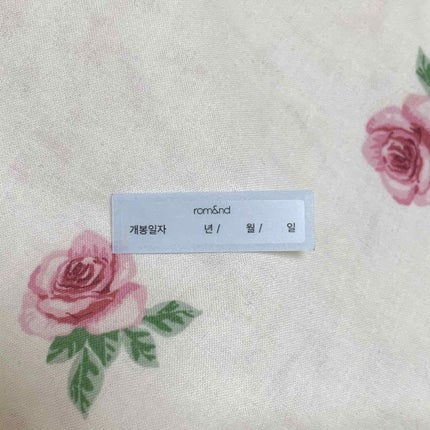 rom&nd
개봉일자 년 / 월 / 일